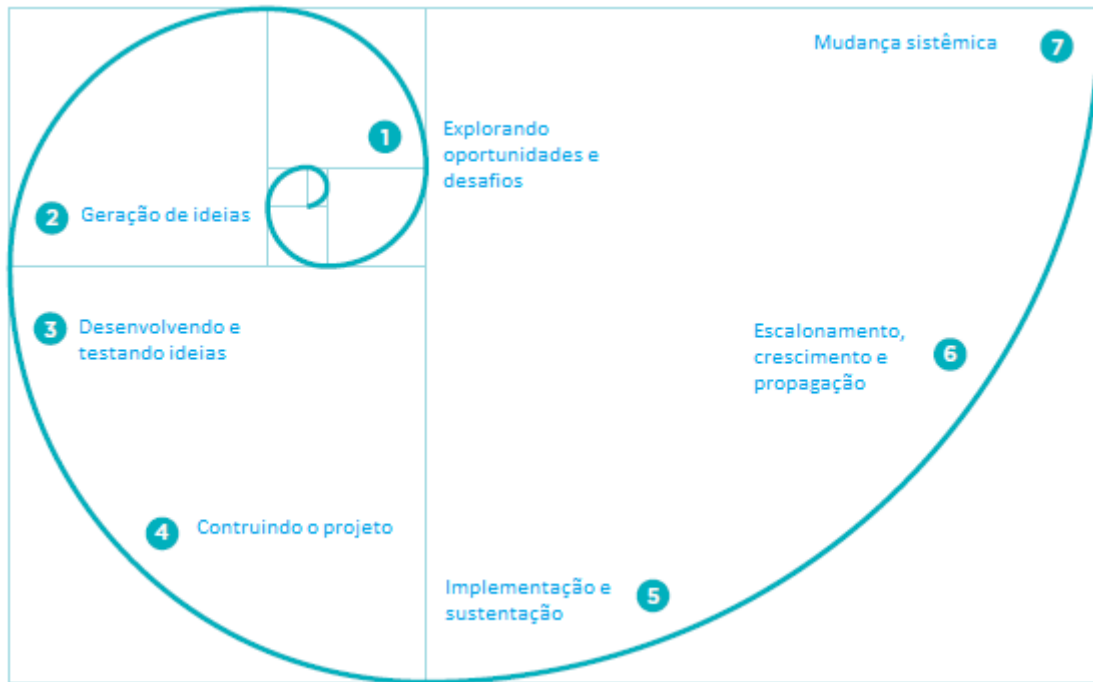 1
Explorando
oportunidades e
desafios
2
Geração de ideias
3
Desenvolvendo e
testando ideias
4
Contruindo o projeto
5
Implementação e
sustentação
6
Escalonamento,
crescimento e
propagação
7
Mudança sistêmica